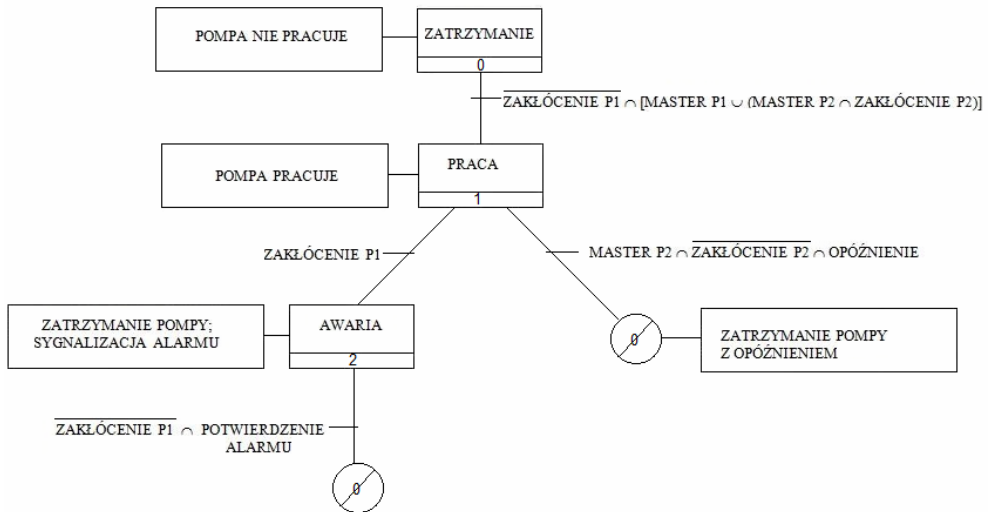 POMPA NIE PRACUJE
ZATRZYMANIE
0
ZAKŁÓCENIE P1 ∩ [MASTER P1 ∪ (MASTER P2 ∩ ZAKŁÓCENIE P2)]
POMPA PRACUJE
PRACA
1
ZAKŁÓCENIE P1
MASTER P2 ∩ ZAKŁÓCENIE P2 ∩ OPÓŹNIENIE
ZATRZYMANIE POMPY;
SYGNALIZACJA ALARMU
AWARIA
2
0
ZATRZYMANIE POMPY
Z OPÓŹNIENIEM
ZAKŁÓCENIE P1 ∩ POTWIERDZENIE
ALARMU
0